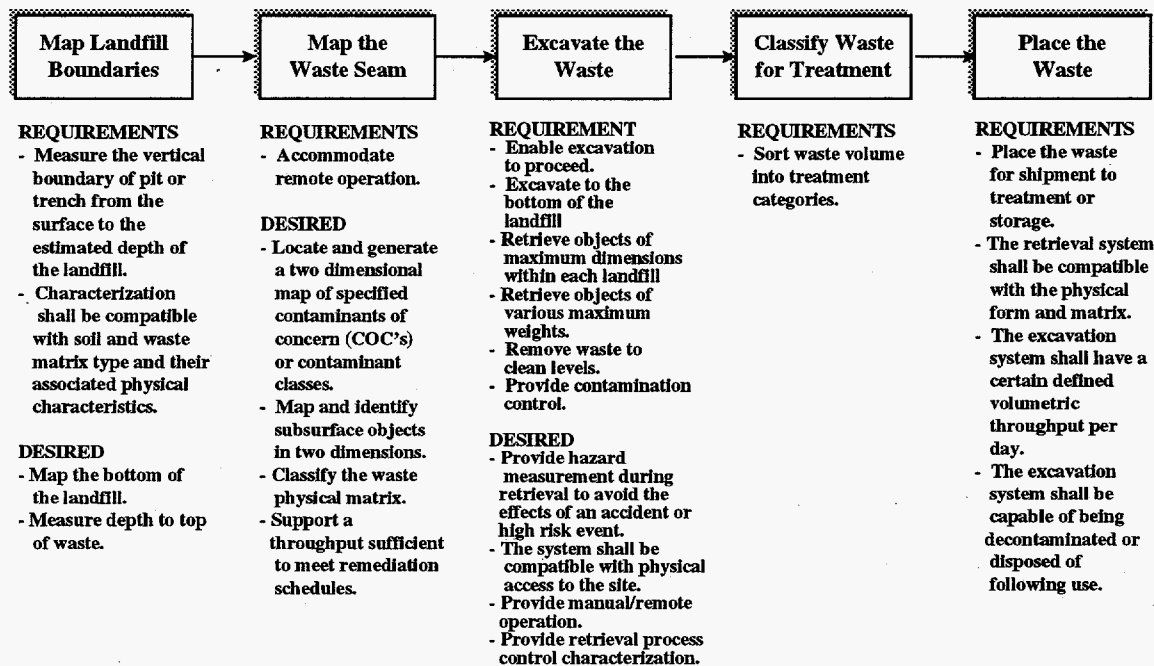 Map Landfill
Boundaries
Map the
Waste Seam
Excavate the
Waste
Classify Waste
for Treatment
Place the
Waste
REQUIREMENTS
- Measure the vertical
boundary of pit or
trench from the
surface to the
estimated depth of
the landfill.
- Characterization
shall be compatible
with soil and waste
matrix type and their
associated physical
characteristics.
DESIRED
- Map the bottom of
the landfill.
- Measure depth to top
of waste.
REQUIREMENTS
- Accommodate
remote operation.
DESIRED
- Locate and generate
a two dimensional
map of specified
contaminants of
concern (COC's)
or contaminant
classes.
- Map and identify
subsurface objects
in two dimensions.
- Classify the waste
physical matrix.
- Support a
throughput sufficient
to meet remediation
schedules.
REQUIREMENT
- Enable excavation
to proceed.
- Excavate to the
bottom of the
landfill
- Retrieve objects of
maximum dimensions
within each landfill
- Retrieve objects of
various maximum
weights.
- Remove waste to
clean levels.
- Provide contamination
control.
DESIRED
- Provide hazard
measurement during
retrieval to avoid the
effects of an accident or
high risk event.
- The system shall be
compatible with physical
access to the site.
- Provide manual/remote
operation.
- Provide retrieval process
control characterization.
REQUIREMENTS
- Sort waste volume
into treatment
categories.
REQUIREMENTS
- Place the waste
for shipment to
treatment or
storage.
- The retrieval system
shall be compatible
with the physical
form and matrix.
- The excavation
system shall have a
certain defined
volumetric
throughput per
day.
- The excavation
system shall be
capable of being
decontaminated or
disposed of
following use.